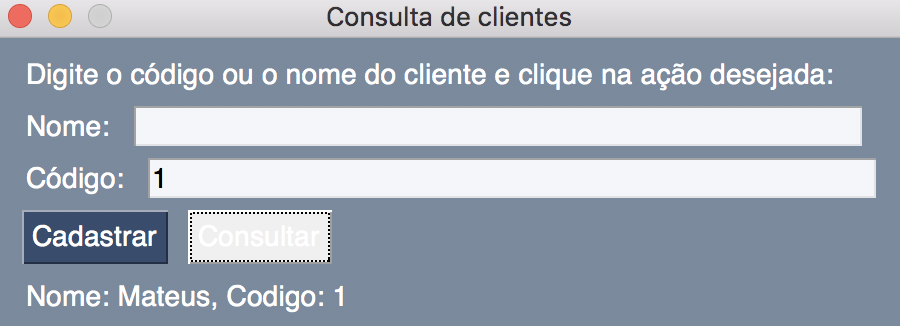 Consulta de clientes
Digite o código ou o nome do cliente e clique na ação desejada:
Nome:
Código: 1
Cadastrar Consultar
Nome: Mateus, Codigo: 1